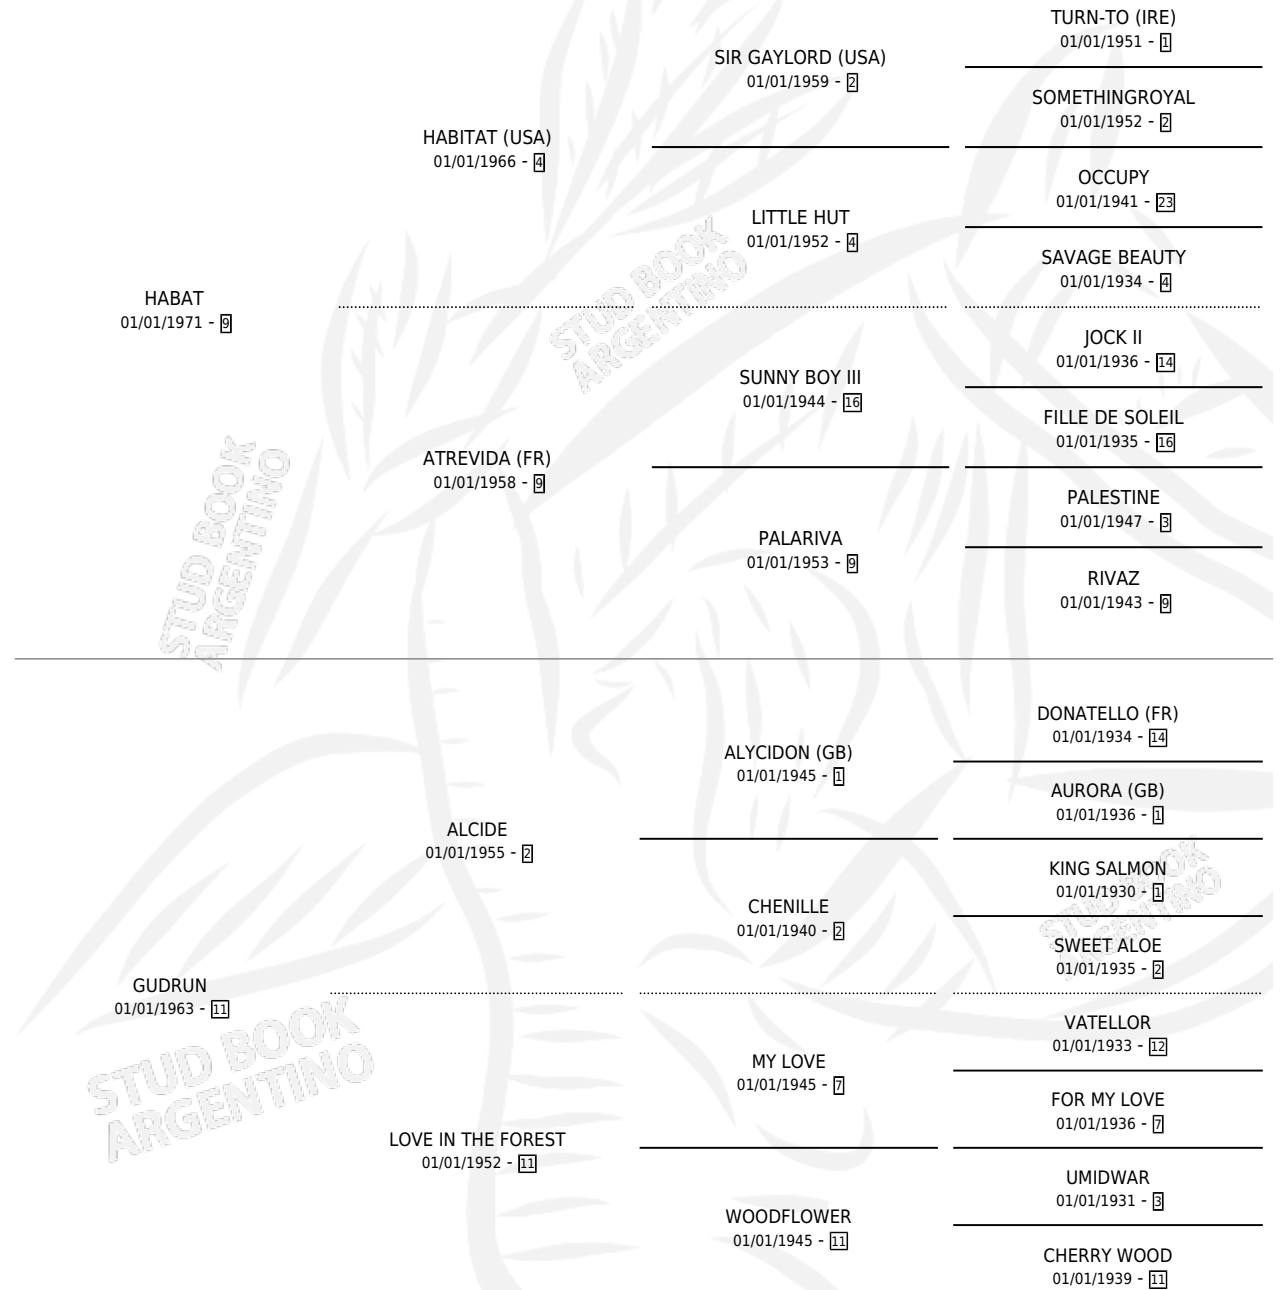 TURN-TO (IRE)
01/01/1951 - 1
SIR GAYLORD (USA)
01/01/1959 - 2
SOMETHINGROYAL
01/01/1952 - 2
HABITAT (USA)
01/01/1966 - 4
OCCUPY
01/01/1941 - 23
LITTLE HUT
01/01/1952 - 4
SAVAGE BEAUTY
01/01/1934 - 4
HABAT
01/01/1971 - 9
JOCK II
01/01/1936 - 14
SUNNY BOY III
01/01/1944 - 16
FILLE DE SOLEIL
01/01/1935 - 16
ATREVIDA (FR)
01/01/1958 - 9
PALESTINE
01/01/1947 - 3
PALARIVA
01/01/1953 - 9
RIVAZ
01/01/1943 - 9
DONATELLO (FR)
01/01/1934 - 14
ALYCIDON (GB)
01/01/1945 - 1
AURORA (GB)
01/01/1936 - 1
ALCIDE
01/01/1955 - 2
KING SALMON
01/01/1930 - 1
CHENILLE
01/01/1940 - 2
SWEET ALOE
01/01/1935 - 2
GUDRUN
01/01/1963 - 11
VATELLOR
01/01/1933 - 12
MY LOVE
01/01/1945 - 7
FOR MY LOVE
01/01/1936 - 7
LOVE IN THE FOREST
01/01/1952 - 11
UMIDWAR
01/01/1931 - 3
WOODFLOWER
01/01/1945 - 11
CHERRY WOOD
01/01/1939 - 11
STUD BOOK
ARGENTINO
STUD BOOK
ARGENTINO
STUD BOOK
ARGENTINO
STUD BOOK
ARGENTINO